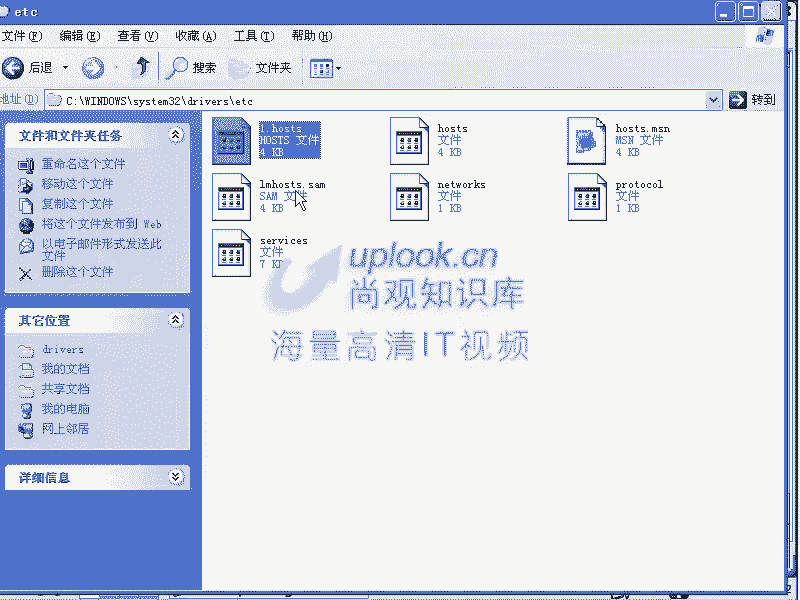 etc
文件(F) 编辑(E) 查看(V) 收藏(A) 工具(T) 帮助(H)
后退 搜索 文件夹
地址(D) C:\WINDOWS\system32\drivers\etc 转到
文件和文件夹任务
重命名这个文件
移动这个文件
复制这个文件
将这个文件发布到 Web
以电子邮件形式发送此
文件
删除这个文件
其它位置
drivers
我的文档
共享文档
我的电脑
网上邻居
详细信息
1.hosts
HOSTS 文件
4 KB
hosts
文件
4 KB
hosts.msn
MSN 文件
4 KB
lmhosts.sam
SAM 文件
4 KB
networks
文件
1 KB
protocol
文件
1 KB
services
文件
7 KB
uplook.cn
尚观知识库
海量高清IT视频